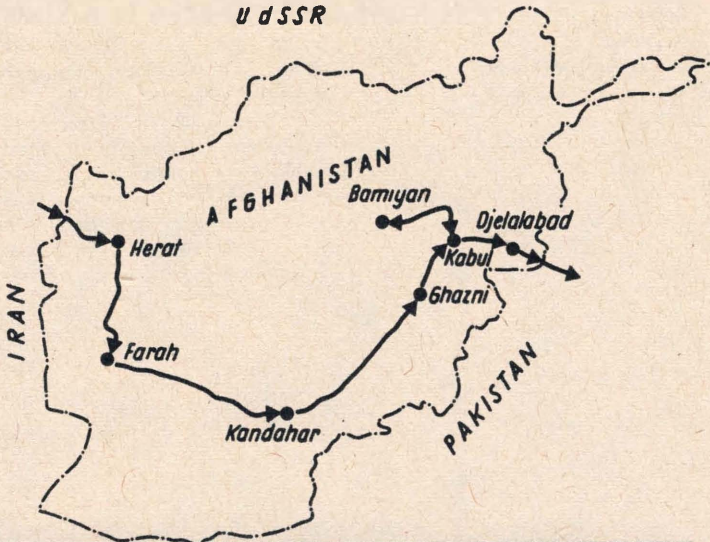 UdSSR
AFGHANISTAN
Bamiyan
Djelalabad
Herat
Kabul
Ghazni
IRAN
Farah
PAKISTAN
Kandahar